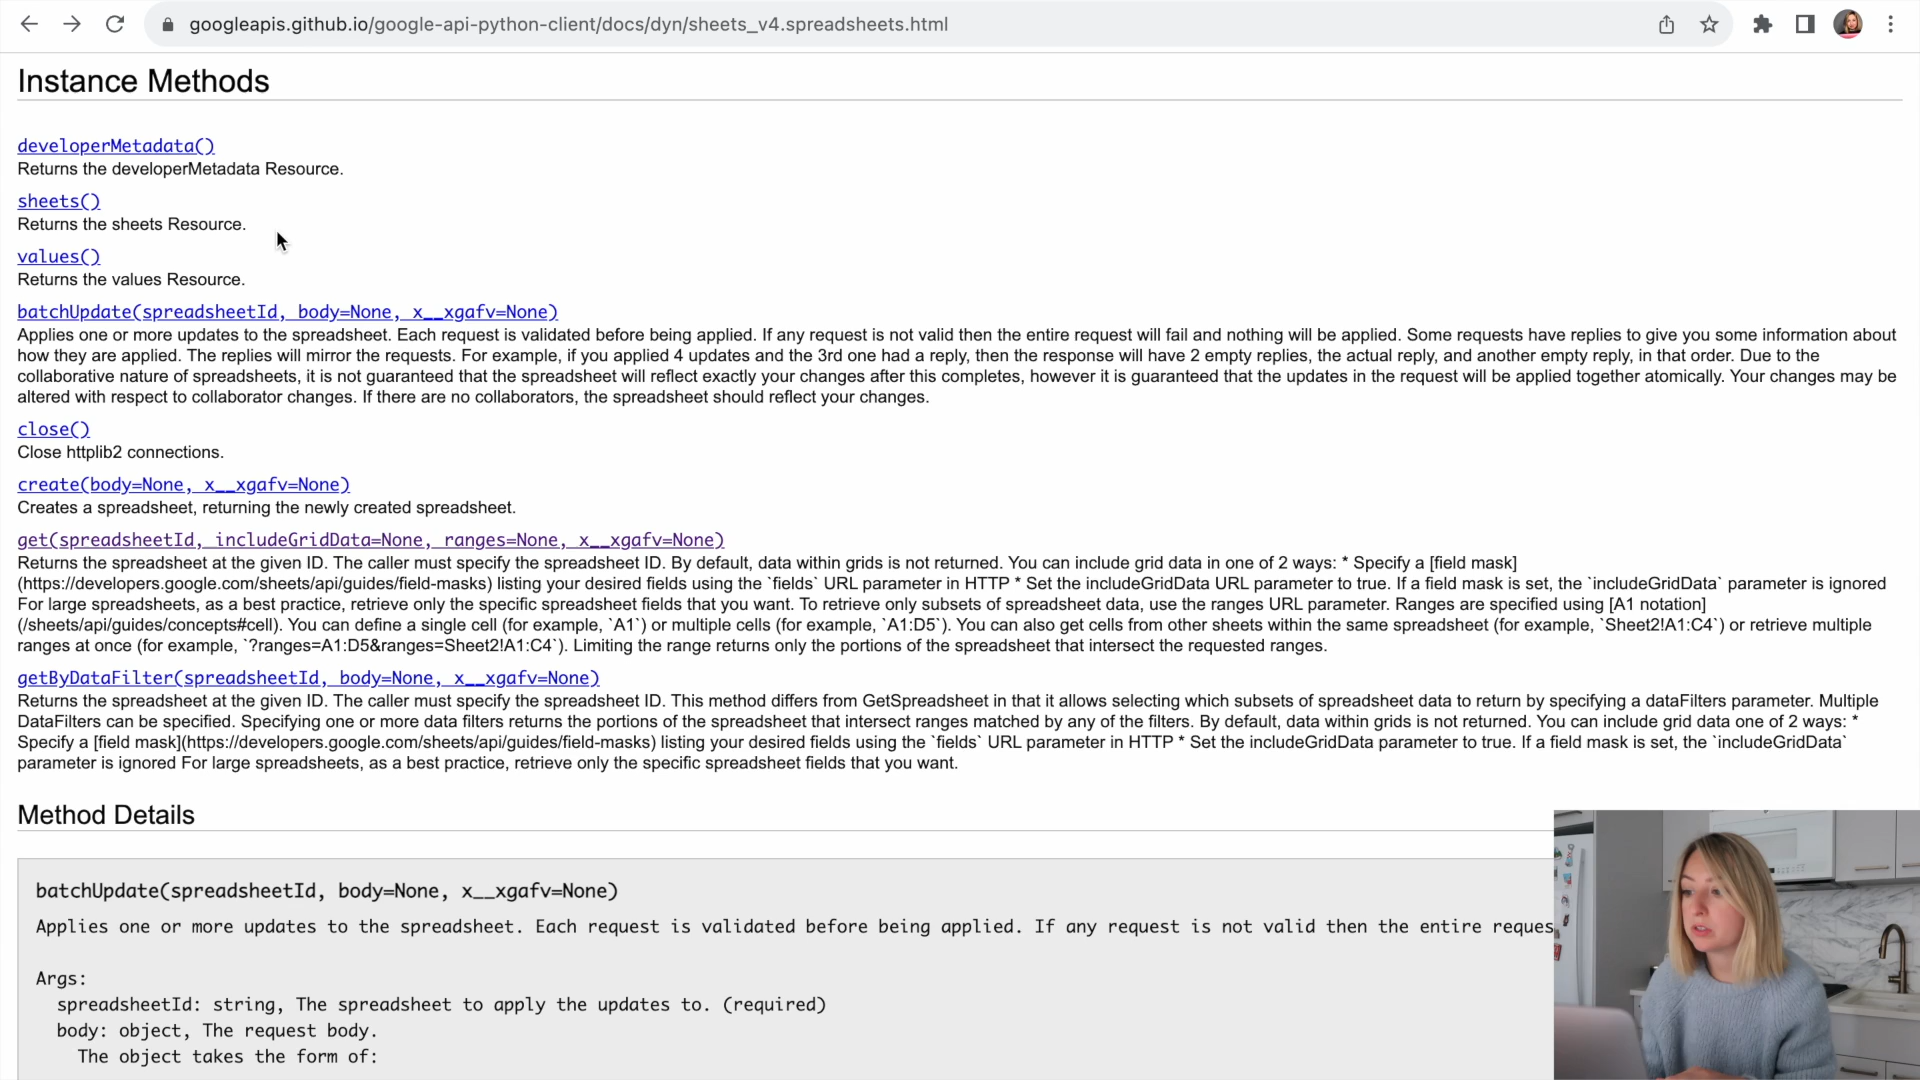 googleapis.github.io/google-api-python-client/docs/dyn/sheets_v4.spreadsheets.html
Instance Methods
developerMetadata()
Returns the developerMetadata Resource.
sheets()
Returns the sheets Resource.
values()
Returns the values Resource.
batchUpdate(spreadsheetId, body=None, x__xgafv=None)
Applies one or more updates to the spreadsheet. Each request is validated before being applied. If any request is not valid then the entire request will fail and nothing will be applied. Some requests have replies to give you some information about
how they are applied. The replies will mirror the requests. For example, if you applied 4 updates and the 3rd one had a reply, then the response will have 2 empty replies, the actual reply, and another empty reply, in that order. Due to the
collaborative nature of spreadsheets, it is not guaranteed that the spreadsheet will reflect exactly your changes after this completes, however it is guaranteed that the updates in the request will be applied together atomically. Your changes may be
altered with respect to collaborator changes. If there are no collaborators, the spreadsheet should reflect your changes.
close()
Close httplib2 connections.
create(body=None, x__xgafv=None)
Creates a spreadsheet, returning the newly created spreadsheet.
get(spreadsheetId, includeGridData=None, ranges=None, x__xgafv=None)
Returns the spreadsheet at the given ID. The caller must specify the spreadsheet ID. By default, data within grids is not returned. You can include grid data in one of 2 ways: * Specify a [field mask]
(https://developers.google.com/sheets/api/guides/field-masks) listing your desired fields using the `fields` URL parameter in HTTP * Set the includeGridData URL parameter to true. If a field mask is set, the `includeGridData` parameter is ignored
For large spreadsheets, as a best practice, retrieve only the specific spreadsheet fields that you want. To retrieve only subsets of spreadsheet data, use the ranges URL parameter. Ranges are specified using [A1 notation]
(/sheets/api/guides/concepts#cell). You can define a single cell (for example, `A1`) or multiple cells (for example, `A1:D5`). You can also get cells from other sheets within the same spreadsheet (for example, `Sheet2!A1:C4`) or retrieve multiple
ranges at once (for example, `?ranges=A1:D5&ranges=Sheet2!A1:C4`). Limiting the range returns only the portions of the spreadsheet that intersect the requested ranges.
getByDataFilter(spreadsheetId, body=None, x__xgafv=None)
Returns the spreadsheet at the given ID. The caller must specify the spreadsheet ID. This method differs from GetSpreadsheet in that it allows selecting which subsets of spreadsheet data to return by specifying a dataFilters parameter. Multiple
DataFilters can be specified. Specifying one or more data filters returns the portions of the spreadsheet that intersect ranges matched by any of the filters. By default, data within grids is not returned. You can include grid data one of 2 ways: *
Specify a [field mask](https://developers.google.com/sheets/api/guides/field-masks) listing your desired fields using the `fields` URL parameter in HTTP * Set the includeGridData parameter to true. If a field mask is set, the `includeGridData`
parameter is ignored For large spreadsheets, as a best practice, retrieve only the specific spreadsheet fields that you want.
Method Details
batchUpdate(spreadsheetId, body=None, x__xgafv=None)
Applies one or more updates to the spreadsheet. Each request is validated before being applied. If any request is not valid then the entire reques
Args:
spreadsheetId: string, The spreadsheet to apply the updates to. (required)
body: object, The request body.
The object takes the form of: